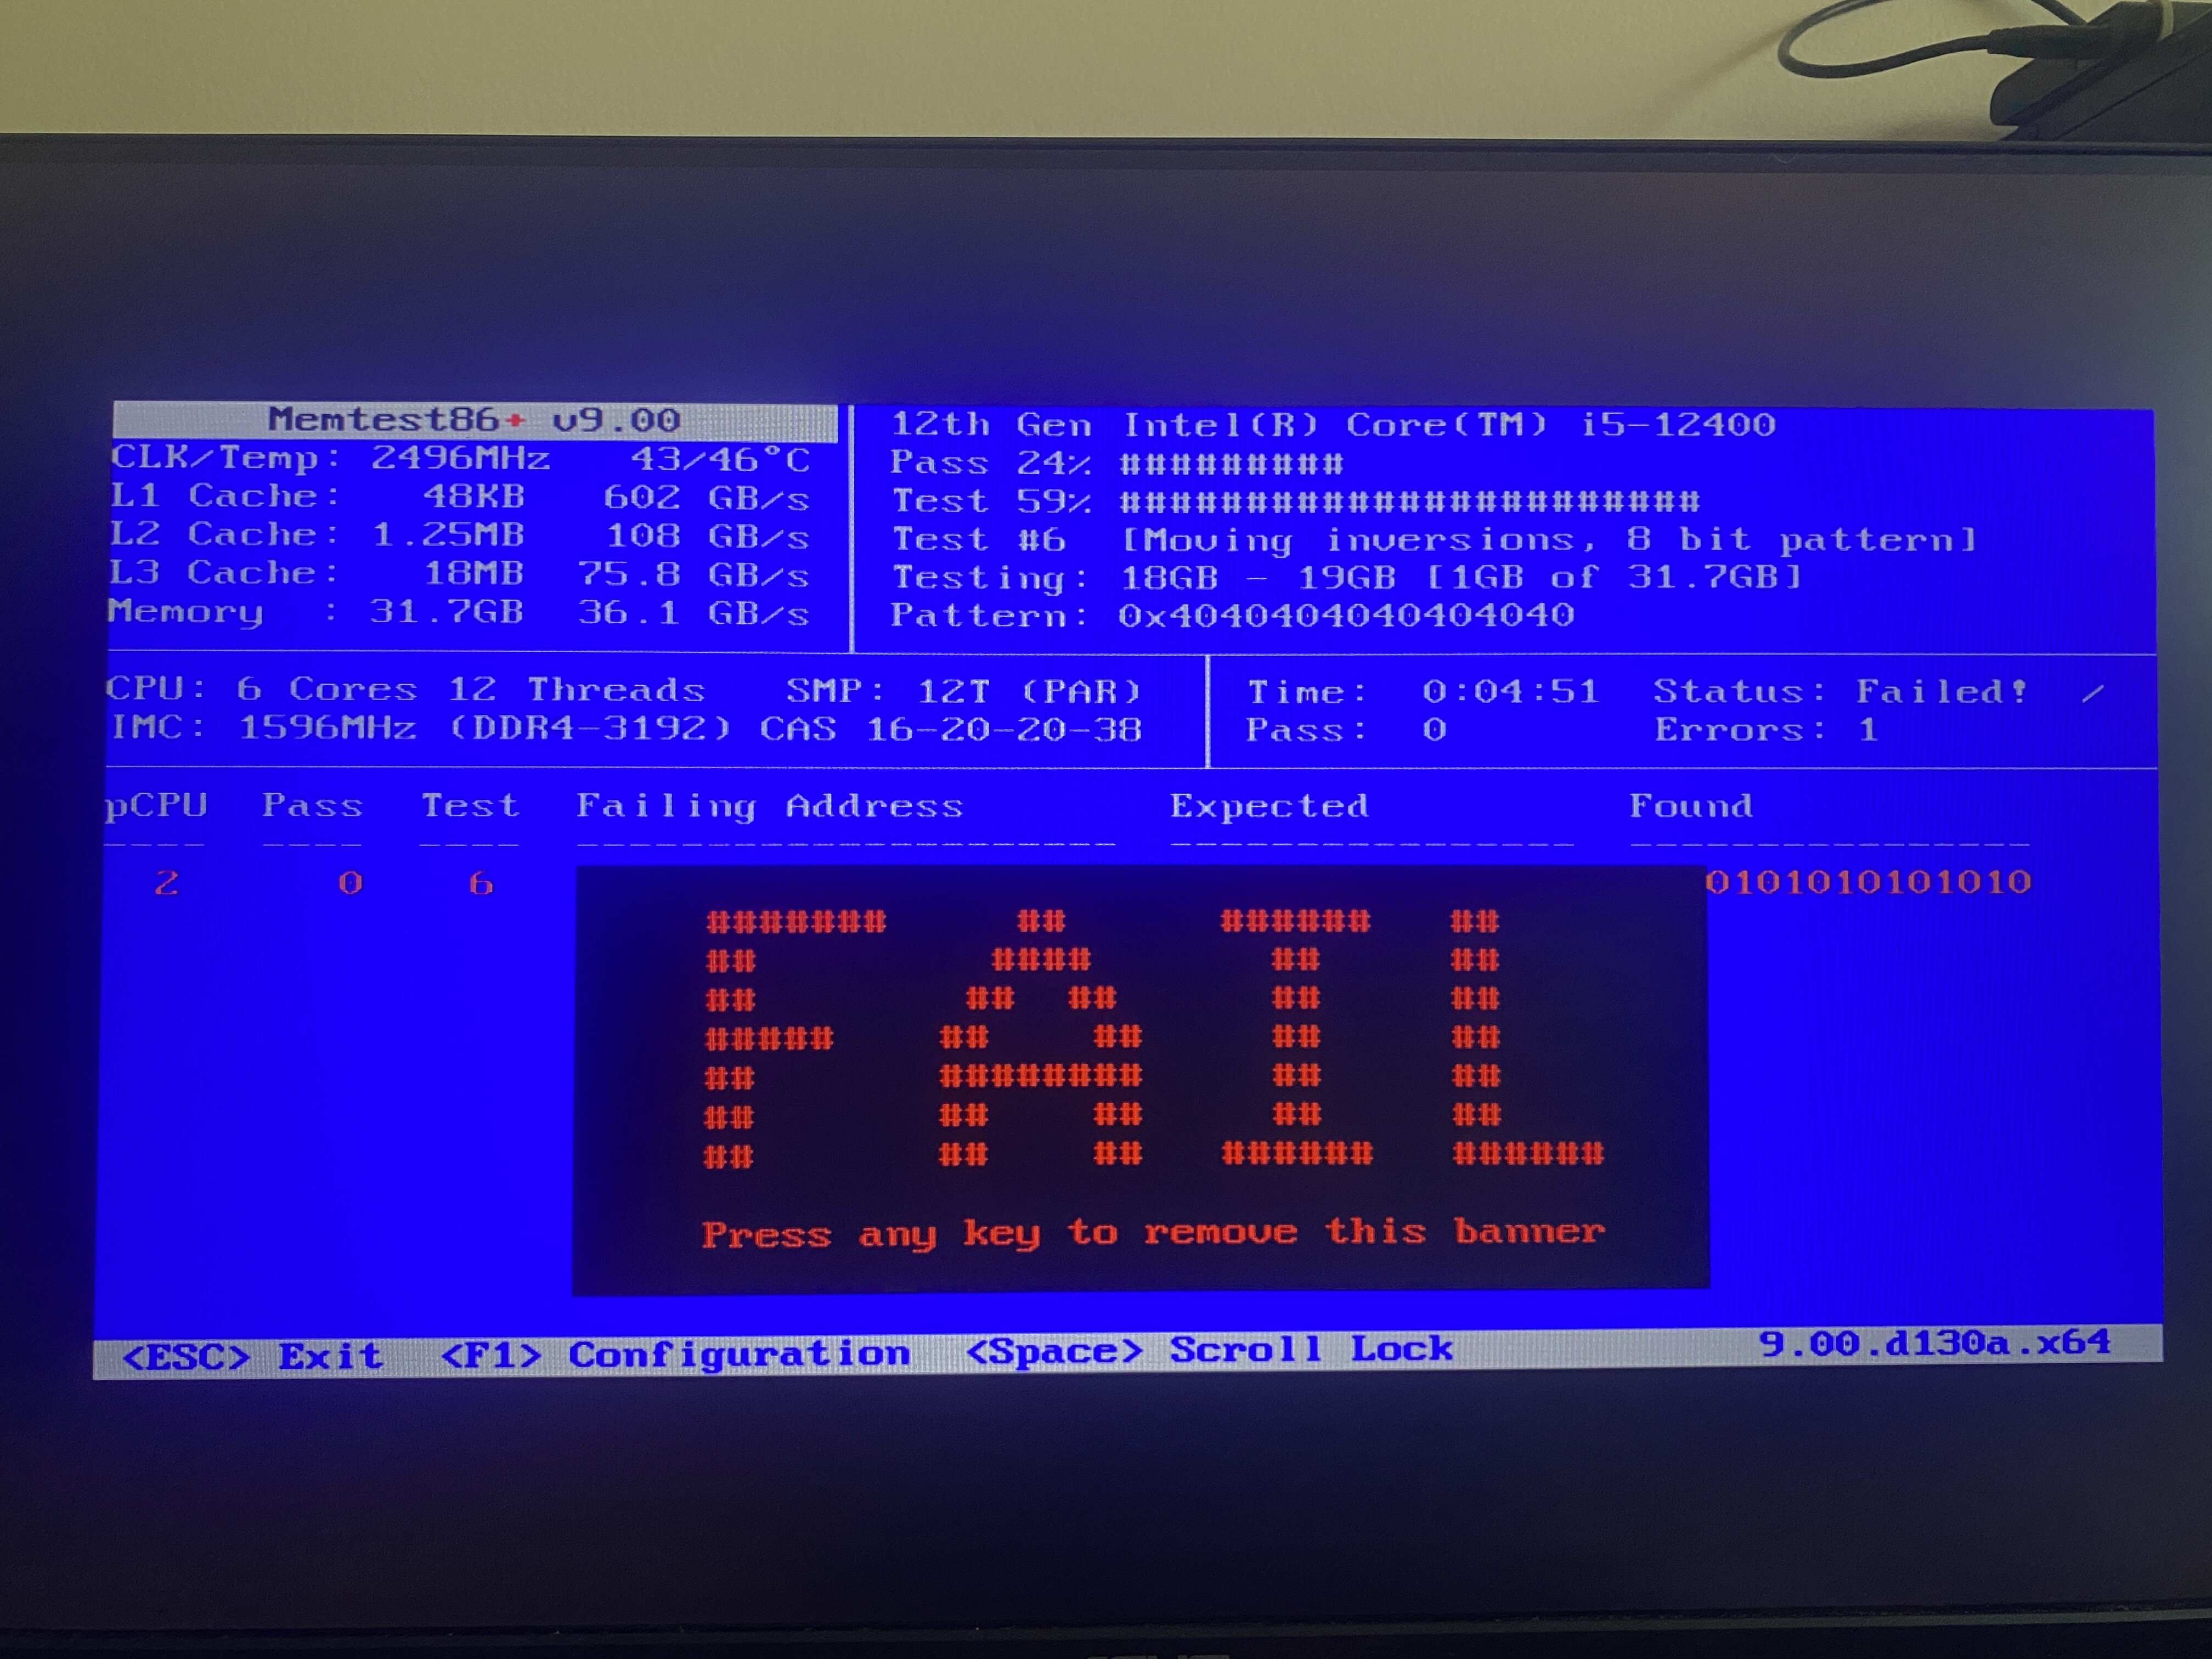 Memtest86+ v9.00
CLK/Temp: 2496MHz 43/46°C
L1 Cache: 48KB 602 GB/s
L2 Cache: 1.25MB 108 GB/s
L3 Cache: 18MB 75.8 GB/s
Memory : 31.7GB 36.1 GB/s
12th Gen Intel(R) Core(TM) i5-12400
Pass 24% #########
Test 59% #######################
Test #6 [Moving inversions, 8 bit pattern]
Testing: 18GB - 19GB [1GB of 31.7GB]
Pattern: 0x4040404040404040
CPU: 6 Cores 12 Threads SMP: 12T (PAR)
IMC: 1596MHz (DDR4-3192) CAS 16-20-20-38
Time: 0:04:51 Status: Failed! /
Pass: 0 Errors: 1
pCPU Pass Test Failing Address Expected Found
2 0 6 0101010101010
FAIL
Press any key to remove this banner
<ESC> Exit <F1> Configuration <Space> Scroll Lock 9.00.d130a.x64